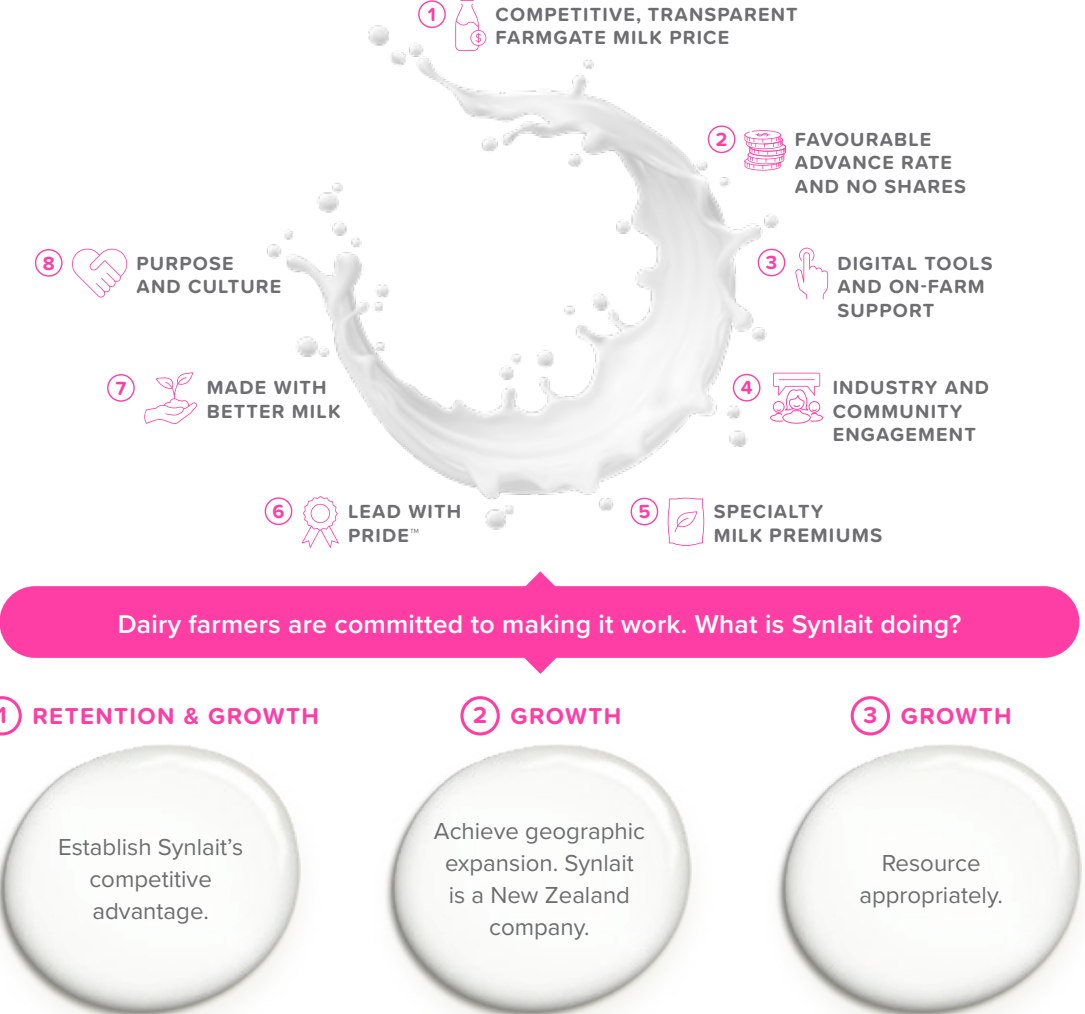 1
COMPETITIVE, TRANSPARENT
FARMGATE MILK PRICE
$
2
FAVOURABLE
ADVANCE RATE
AND NO SHARES
3
DIGITAL TOOLS
AND ON-FARM
SUPPORT
4
INDUSTRY AND
COMMUNITY
ENGAGEMENT
5
SPECIALTY
MILK PREMIUMS
6
LEAD WITH
PRIDE™
7
MADE WITH
BETTER MILK
8
PURPOSE
AND CULTURE
Dairy farmers are committed to making it work. What is Synlait doing?
1 RETENTION & GROWTH
Establish Synlait’s
competitive
advantage.
2 GROWTH
Achieve geographic
expansion. Synlait
is a New Zealand
company.
3 GROWTH
Resource
appropriately.